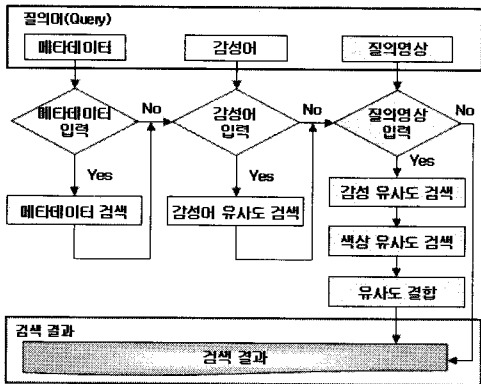 질의어(Query)
메타데이터
감성어
질의영상
메타데이터
입력
No
감성어
입력
No
질의영상
입력
No
Yes
Yes
Yes
메타데이터 검색
감성어 유사도 검색
감성 유사도 검색
색상 유사도 검색
유사도 결합
검색 결과
검색 결과